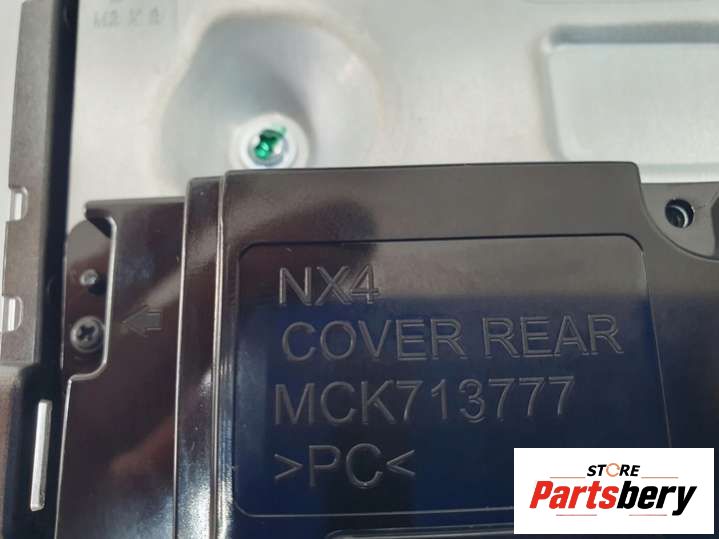 NX4
COVER REAR
MCK713777
>PC<
STORE
Partsbery